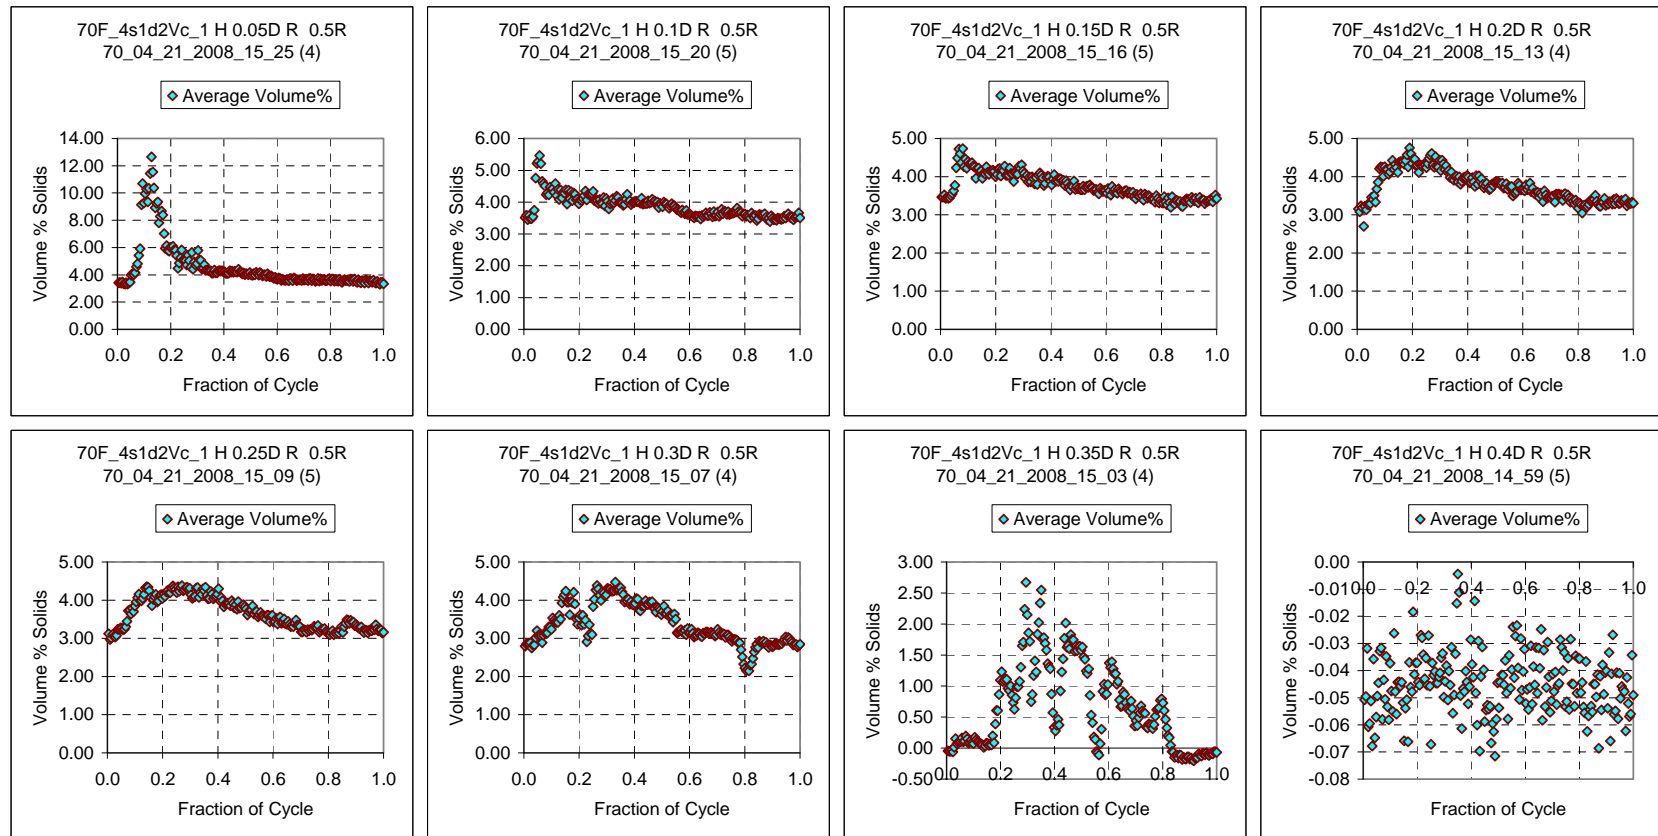 70F_4s1d2Vc_1 H 0.05D R 0.5R
70_04_21_2008_15_25 (4)
Average Volume%
14.00
12.00
10.00
8.00
6.00
4.00
2.00
0.00
Volume % Solids
0.0 0.2 0.4 0.6 0.8 1.0
Fraction of Cycle
70F_4s1d2Vc_1 H 0.1D R 0.5R
70_04_21_2008_15_20 (5)
Average Volume%
6.00
5.00
4.00
3.00
2.00
1.00
0.00
Volume % Solids
0.0 0.2 0.4 0.6 0.8 1.0
Fraction of Cycle
70F_4s1d2Vc_1 H 0.15D R 0.5R
70_04_21_2008_15_16 (5)
Average Volume%
5.00
4.00
3.00
2.00
1.00
0.00
Volume % Solids
0.0 0.2 0.4 0.6 0.8 1.0
Fraction of Cycle
70F_4s1d2Vc_1 H 0.2D R 0.5R
70_04_21_2008_15_13 (4)
Average Volume%
5.00
4.00
3.00
2.00
1.00
0.00
Volume % Solids
0.0 0.2 0.4 0.6 0.8 1.0
Fraction of Cycle
70F_4s1d2Vc_1 H 0.25D R 0.5R
70_04_21_2008_15_09 (5)
Average Volume%
5.00
4.00
3.00
2.00
1.00
0.00
Volume % Solids
0.0 0.2 0.4 0.6 0.8 1.0
Fraction of Cycle
70F_4s1d2Vc_1 H 0.3D R 0.5R
70_04_21_2008_15_07 (4)
Average Volume%
5.00
4.00
3.00
2.00
1.00
0.00
Volume % Solids
0.0 0.2 0.4 0.6 0.8 1.0
Fraction of Cycle
70F_4s1d2Vc_1 H 0.35D R 0.5R
70_04_21_2008_15_03 (4)
Average Volume%
3.00
2.50
2.00
1.50
1.00
0.50
0.00
-0.50
Volume % Solids
0.0 0.2 0.4 0.6 0.8 1.0
Fraction of Cycle
70F_4s1d2Vc_1 H 0.4D R 0.5R
70_04_21_2008_14_59 (5)
Average Volume%
0.00
-0.01
-0.02
-0.03
-0.04
-0.05
-0.06
-0.07
-0.08
Volume % Solids
0.0 0.2 0.4 0.6 0.8 1.0
Fraction of Cycle